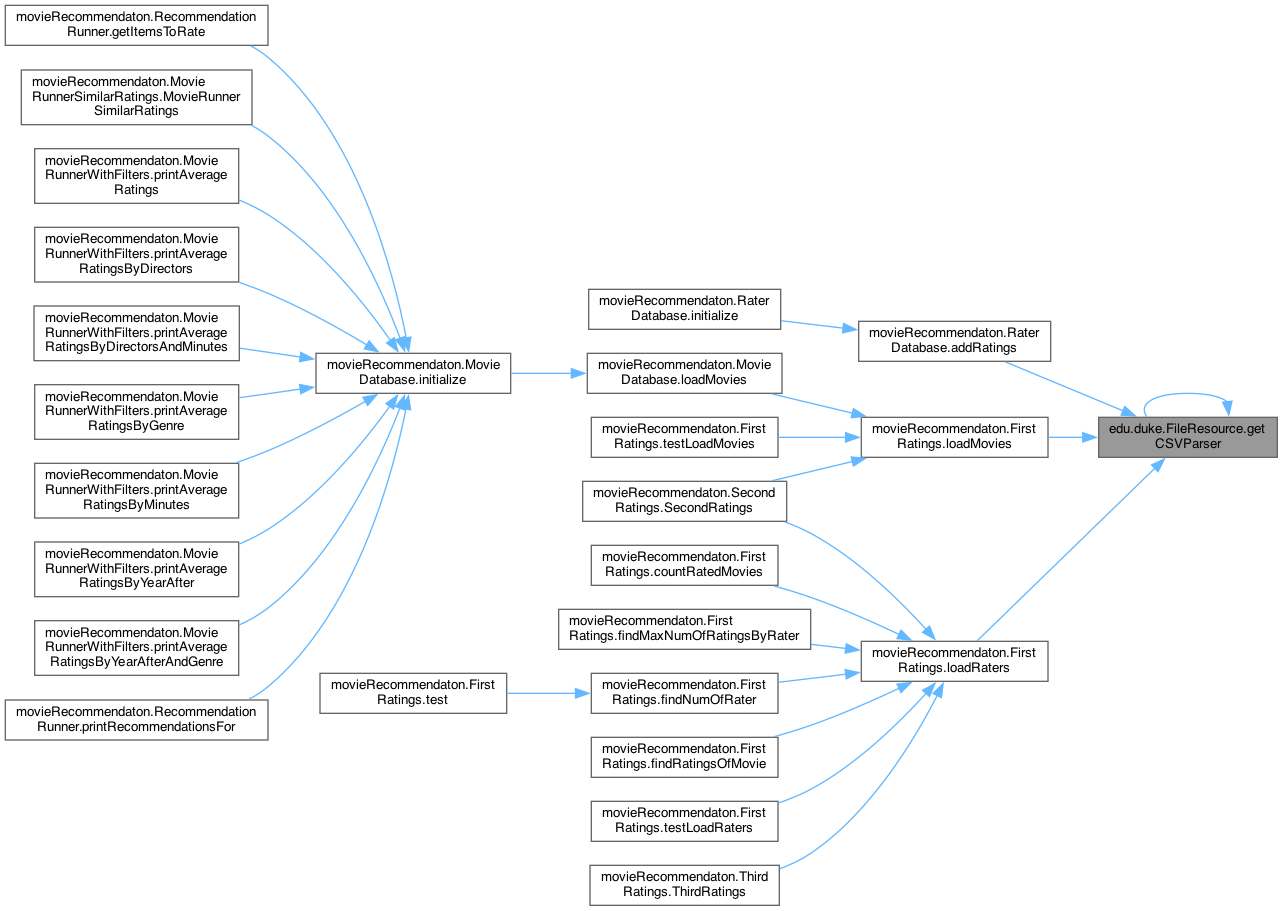 movieRecommendaton.Recommendation
Runner.getItemsToRate
movieRecommendaton.Movie
RunnerSimilarRatings.MovieRunner
SimilarRatings
movieRecommendaton.Movie
RunnerWithFilters.printAverage
Ratings
movieRecommendaton.Movie
RunnerWithFilters.printAverage
RatingsByDirectors
movieRecommendaton.Movie
RunnerWithFilters.printAverage
RatingsByDirectorsAndMinutes
movieRecommendaton.Movie
RunnerWithFilters.printAverage
RatingsByGenre
movieRecommendaton.Movie
RunnerWithFilters.printAverage
RatingsByMinutes
movieRecommendaton.Movie
RunnerWithFilters.printAverage
RatingsByYearAfter
movieRecommendaton.Movie
RunnerWithFilters.printAverage
RatingsByYearAfterAndGenre
movieRecommendaton.Recommendation
Runner.printRecommendationsFor
movieRecommendaton.Movie
Database.initialize
movieRecommendaton.First
Ratings.test
movieRecommendaton.Rater
Database.initialize
movieRecommendaton.Movie
Database.loadMovies
movieRecommendaton.First
Ratings.testLoadMovies
movieRecommendaton.Second
Ratings.SecondRatings
movieRecommendaton.First
Ratings.countRatedMovies
movieRecommendaton.First
Ratings.findMaxNumOfRatingsByRater
movieRecommendaton.First
Ratings.findNumOfRater
movieRecommendaton.First
Ratings.findRatingsOfMovie
movieRecommendaton.First
Ratings.testLoadRaters
movieRecommendaton.Third
Ratings.ThirdRatings
movieRecommendaton.Rater
Database.addRatings
movieRecommendaton.First
Ratings.loadMovies
movieRecommendaton.First
Ratings.loadRaters
edu.duke.FileResource.get
CSVParser